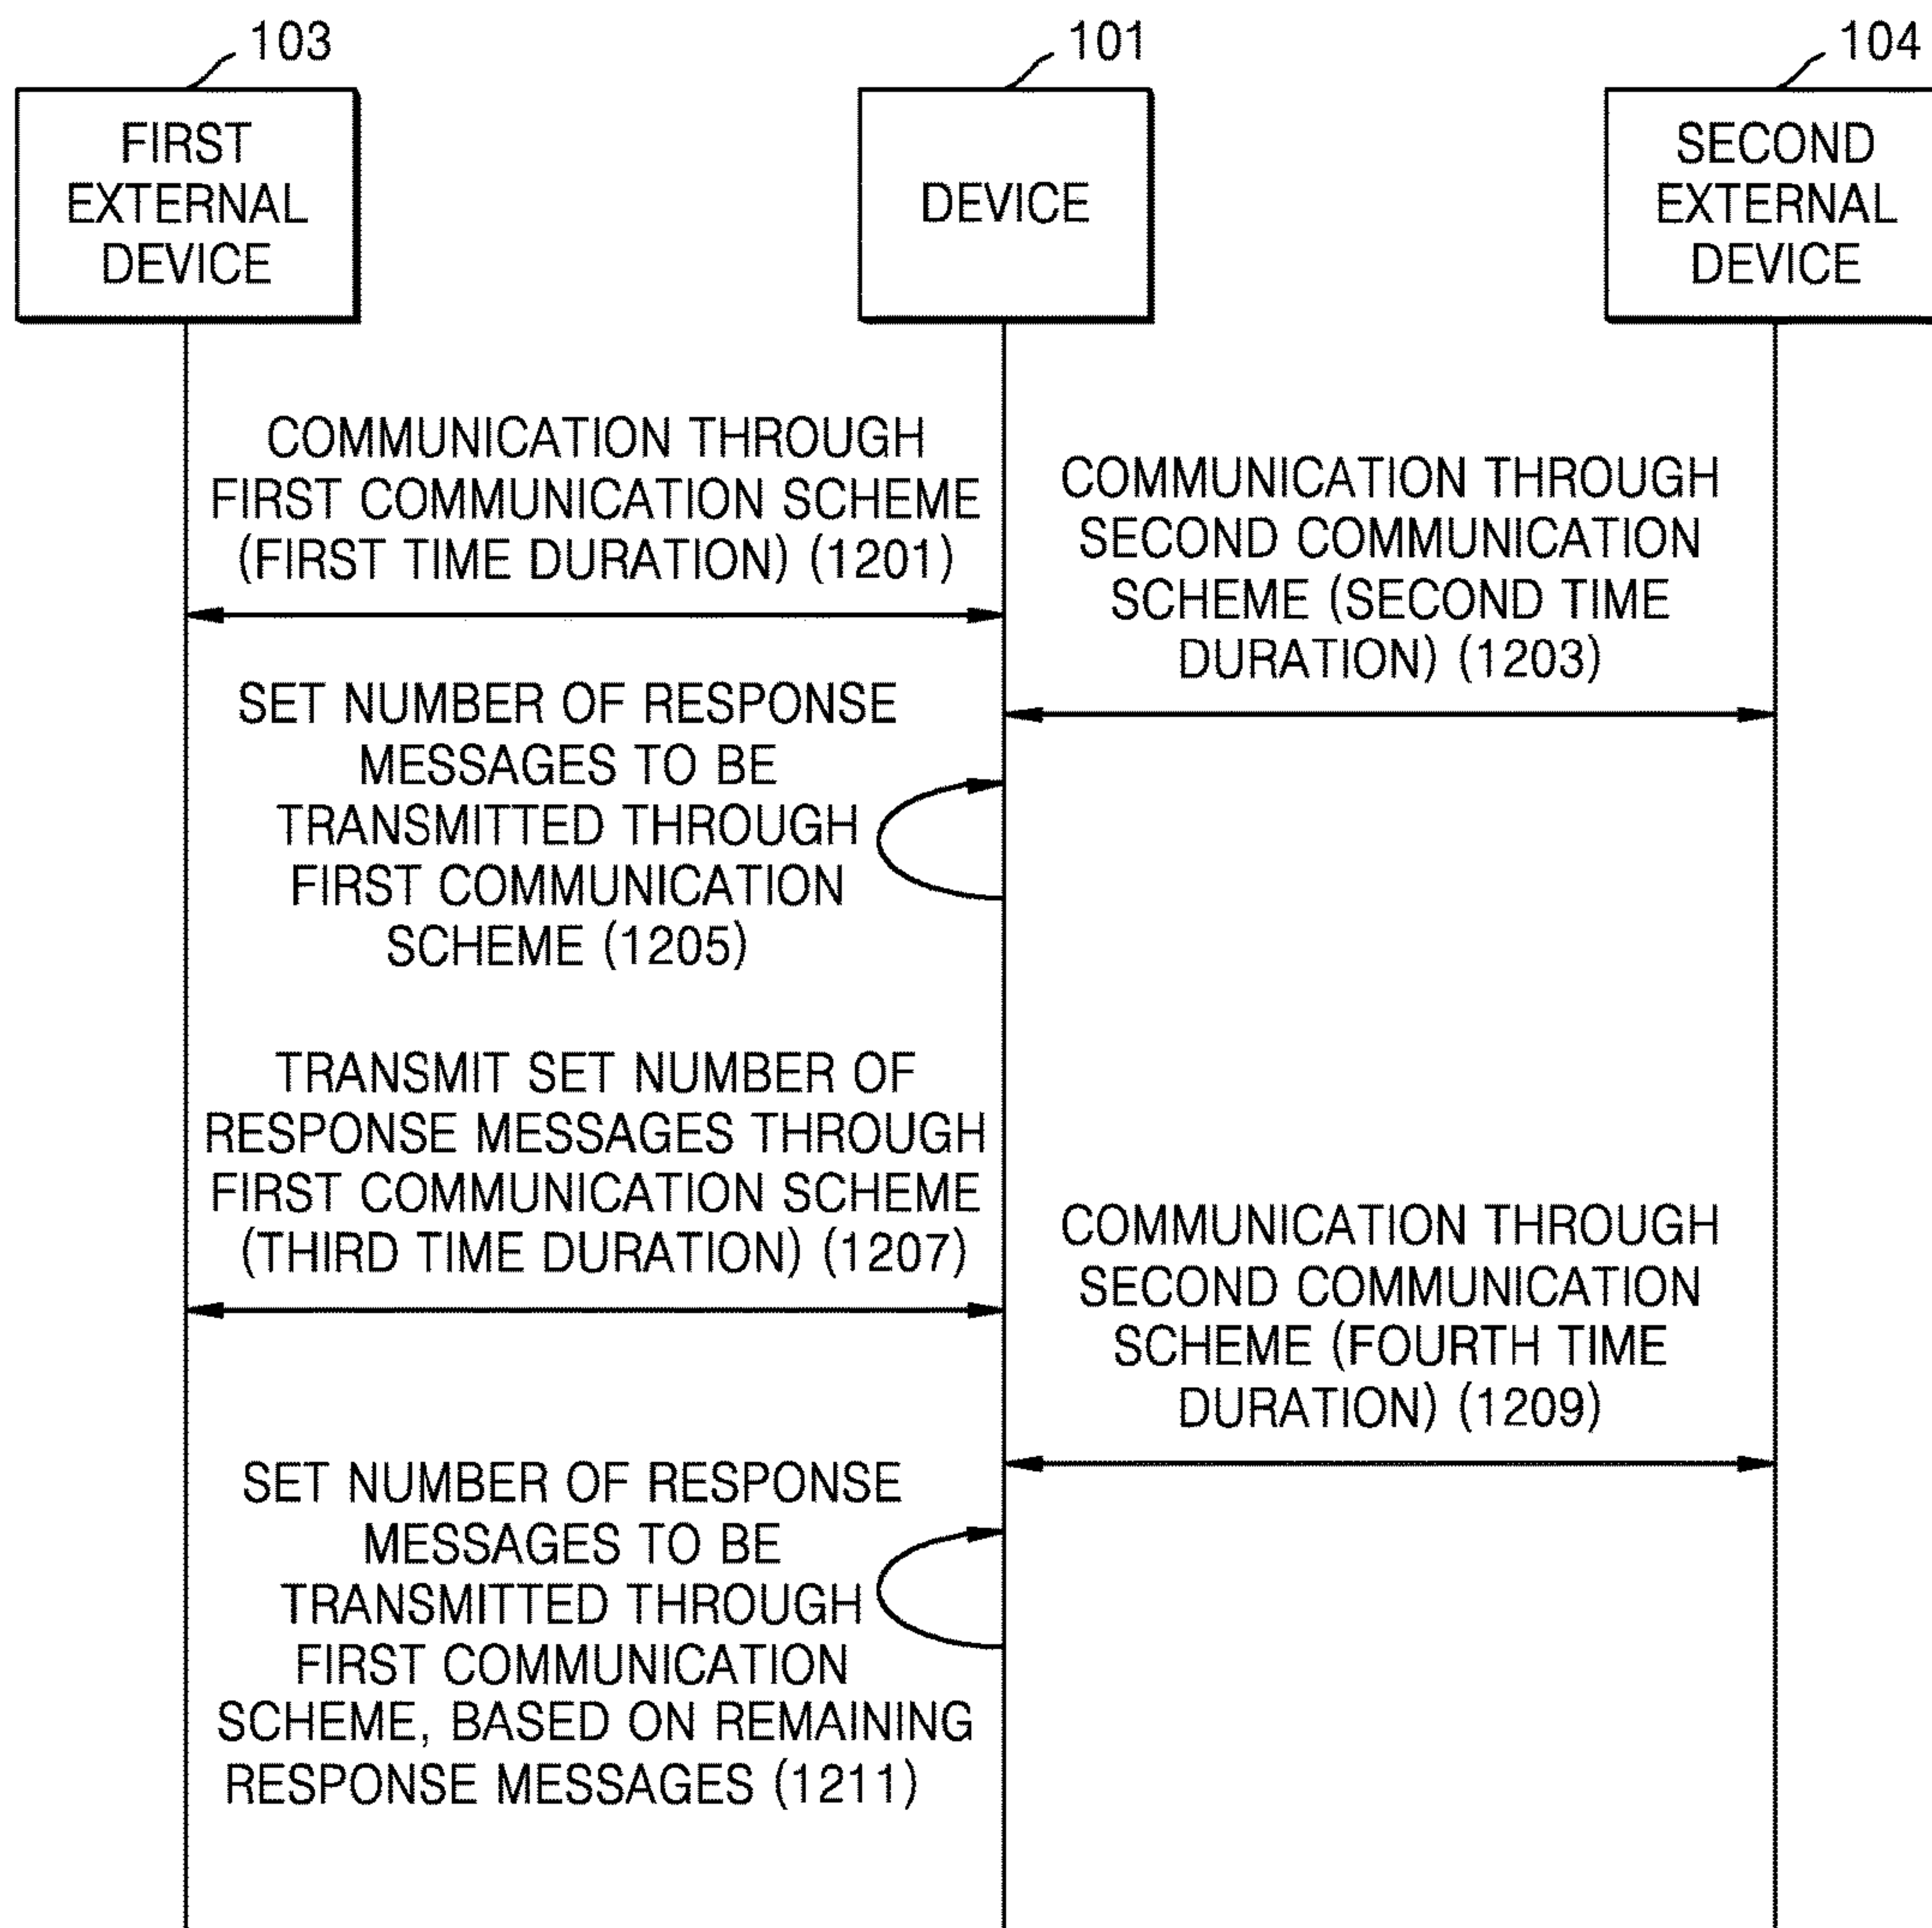 103
101
104
FIRST
EXTERNAL
DEVICE
DEVICE
SECOND
EXTERNAL
DEVICE
COMMUNICATION THROUGH
FIRST COMMUNICATION SCHEME
(FIRST TIME DURATION) (1201)
COMMUNICATION THROUGH
SECOND COMMUNICATION
SCHEME (SECOND TIME
DURATION) (1203)
SET NUMBER OF RESPONSE
MESSAGES TO BE
TRANSMITTED THROUGH
FIRST COMMUNICATION
SCHEME (1205)
TRANSMIT SET NUMBER OF
RESPONSE MESSAGES THROUGH
FIRST COMMUNICATION SCHEME
(THIRD TIME DURATION) (1207)
COMMUNICATION THROUGH
SECOND COMMUNICATION
SCHEME (FOURTH TIME
DURATION) (1209)
SET NUMBER OF RESPONSE
MESSAGES TO BE
TRANSMITTED THROUGH
FIRST COMMUNICATION
SCHEME, BASED ON REMAINING
RESPONSE MESSAGES (1211)